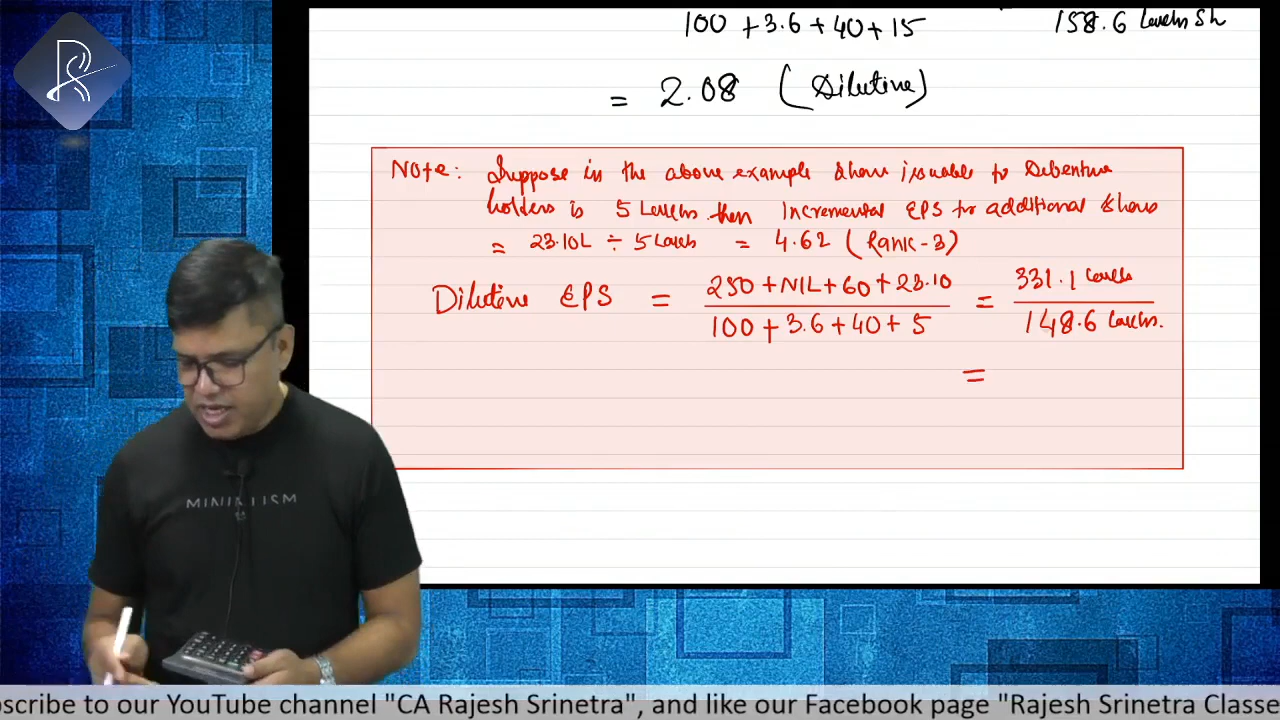 100 + 3.6 + 40 + 15
158.6 Lakhs Sh
= 2.08 (Dilutive)
Note: Suppose in the above example share issuable to Debenture
holders is 5 Lakhs then Incremental EPS for additional share
= 23.10L ÷ 5 Lakh = 4.62 (Rank-3)
Dilutive EPS = 250 + NIL + 60 + 23.10 = 331.1 Lakhs
100 + 3.6 + 40 + 5 148.6 Lakhs.
=
MINIMALISM
scribe to our YouTube channel "CA Rajesh Srinetra", and like our Facebook page "Rajesh Srinetra Classe